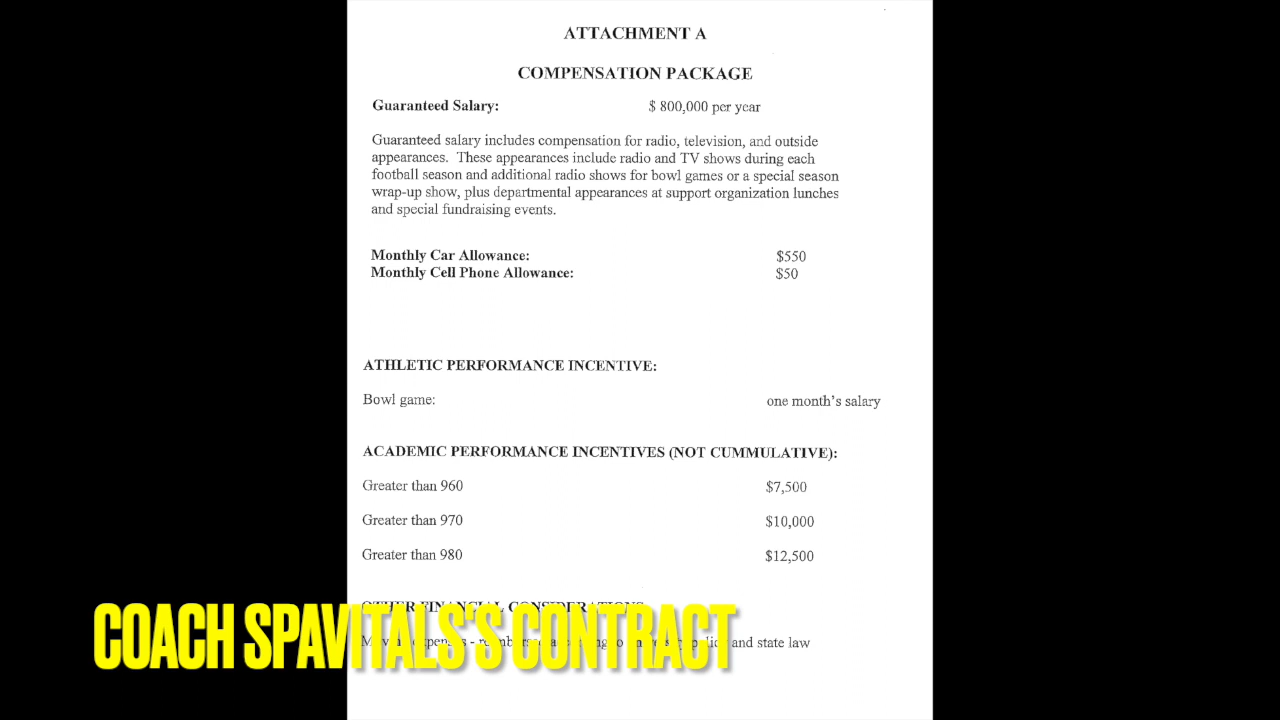 ATTACHMENT A
COMPENSATION PACKAGE
Guaranteed Salary: $ 800,000 per year
Guaranteed salary includes compensation for radio, television, and outside
appearances. These appearances include radio and TV shows during each
football season and additional radio shows for bowl games or a special season
wrap-up show, plus departmental appearances at support organization lunches
and special fundraising events.
Monthly Car Allowance: $550
Monthly Cell Phone Allowance: $50
ATHLETIC PERFORMANCE INCENTIVE:
Bowl game: one month's salary
ACADEMIC PERFORMANCE INCENTIVES (NOT CUMMULATIVE):
Greater than 960 $7,500
Greater than 970 $10,000
Greater than 980 $12,500
OTHER FINANCIAL CONSIDERATIONS
and state law
COACH SPAVITALS'S CONTRACT